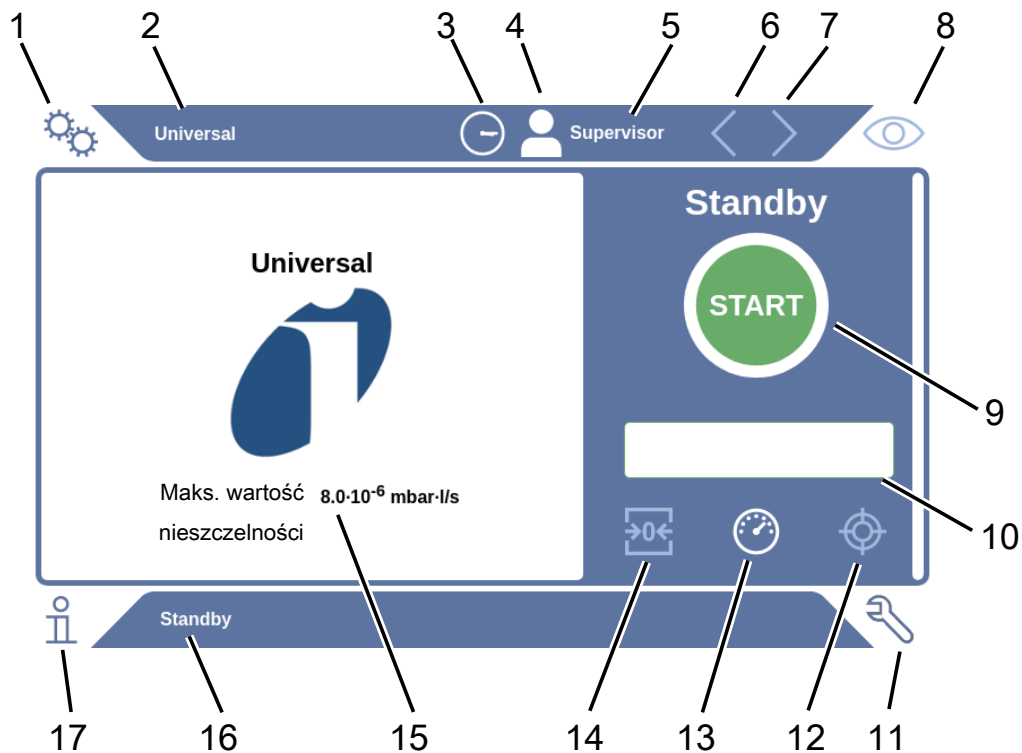 1 2 3 4 5 6 7 8
Universal Supervisor
Standby
Universal
START
9
Maks. wartość 8.0·10⁻⁶ mbar·l/s
nieszczelności
→0←
10
Standby
17 16 15 14 13 12 11